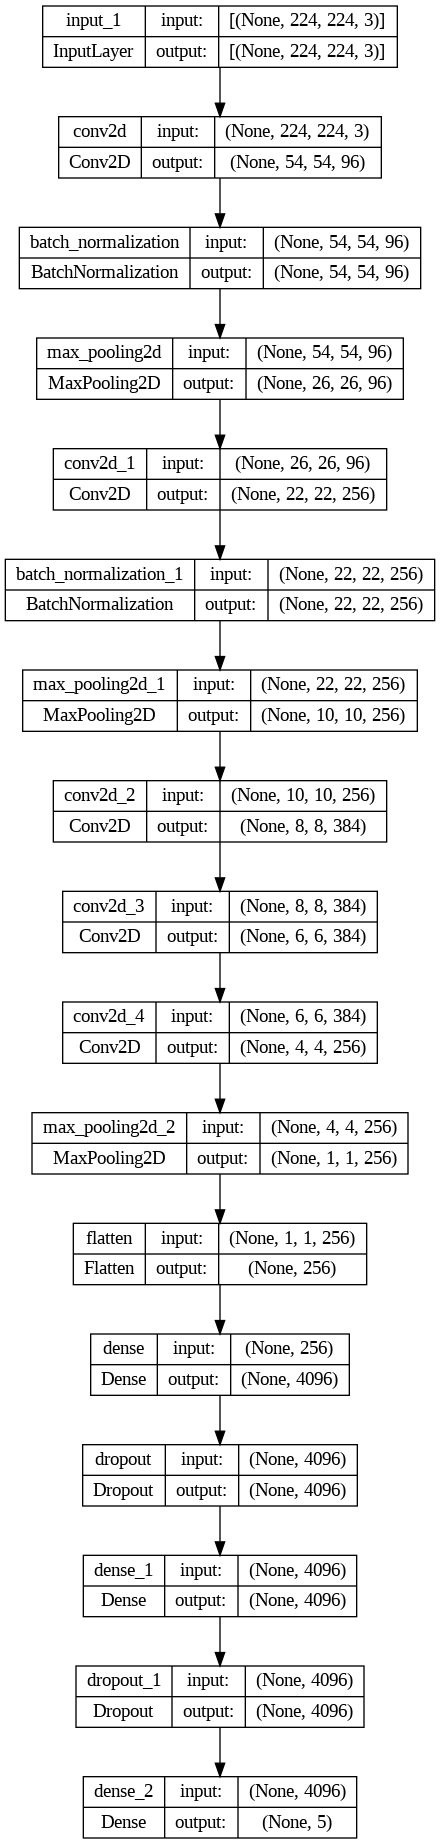 input_1 input: [(None, 224, 224, 3)]
InputLayer output: [(None, 224, 224, 3)]
conv2d input: (None, 224, 224, 3)
Conv2D output: (None, 54, 54, 96)
batch_normalization input: (None, 54, 54, 96)
BatchNormalization output: (None, 54, 54, 96)
max_pooling2d input: (None, 54, 54, 96)
MaxPooling2D output: (None, 26, 26, 96)
conv2d_1 input: (None, 26, 26, 96)
Conv2D output: (None, 22, 22, 256)
batch_normalization_1 input: (None, 22, 22, 256)
BatchNormalization output: (None, 22, 22, 256)
max_pooling2d_1 input: (None, 22, 22, 256)
MaxPooling2D output: (None, 10, 10, 256)
conv2d_2 input: (None, 10, 10, 256)
Conv2D output: (None, 8, 8, 384)
conv2d_3 input: (None, 8, 8, 384)
Conv2D output: (None, 6, 6, 384)
conv2d_4 input: (None, 6, 6, 384)
Conv2D output: (None, 4, 4, 256)
max_pooling2d_2 input: (None, 4, 4, 256)
MaxPooling2D output: (None, 1, 1, 256)
flatten input: (None, 1, 1, 256)
Flatten output: (None, 256)
dense input: (None, 256)
Dense output: (None, 4096)
dropout input: (None, 4096)
Dropout output: (None, 4096)
dense_1 input: (None, 4096)
Dense output: (None, 4096)
dropout_1 input: (None, 4096)
Dropout output: (None, 4096)
dense_2 input: (None, 4096)
Dense output: (None, 5)